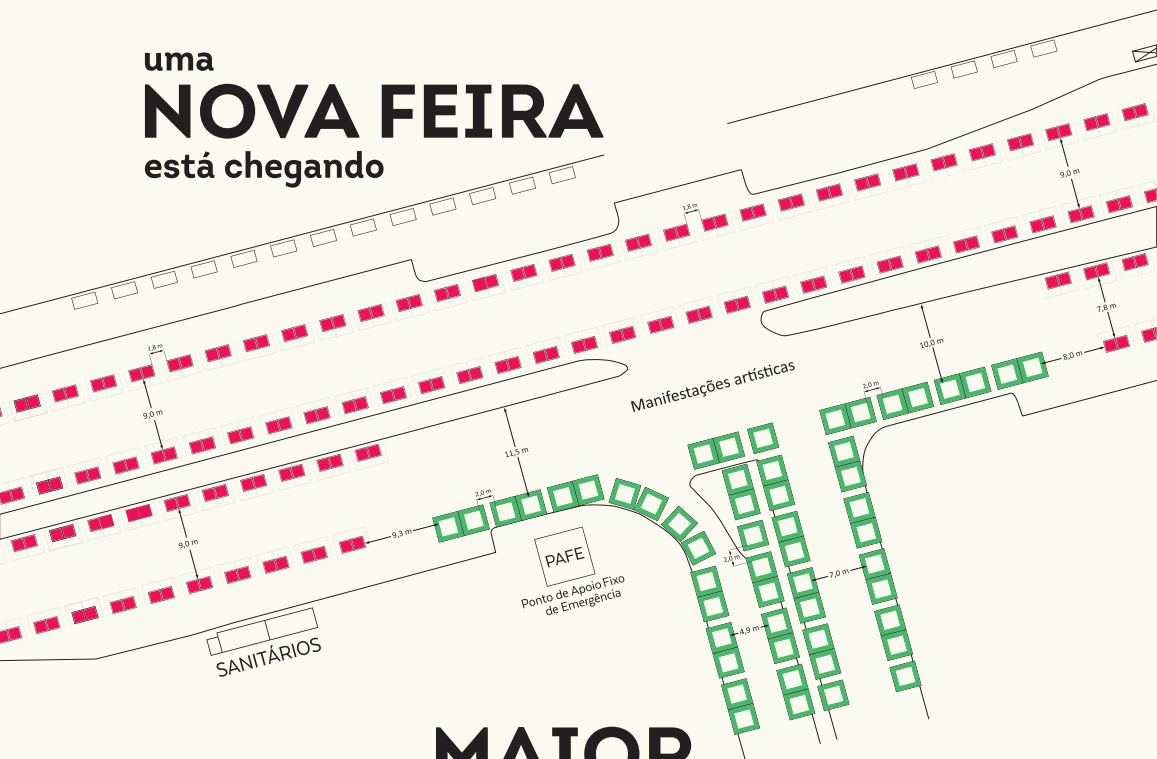 uma
NOVA FEIRA
está chegando
9,0 m
1,8 m
1,8 m
9,0 m
7,8 m
10,0 m
8,0 m
Manifestações artísticas
2,0 m
11,5 m
2,0 m
9,3 m
9,0 m
PAFE
Ponto de Apoio Fixo
de Emergência
2,0 m
7,0 m
4,9 m
SANITÁRIOS
MAIOR